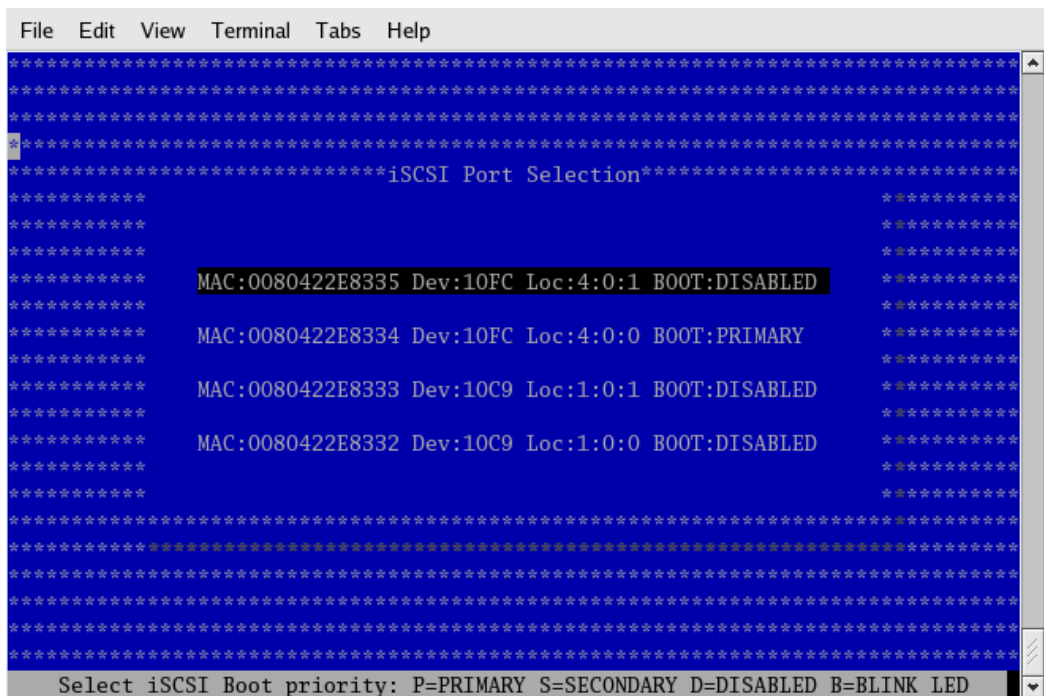 File Edit View Terminal Tabs Help
iSCSI Port Selection
MAC:0080422E8335 Dev:10FC Loc:4:0:1 BOOT:DISABLED
MAC:0080422E8334 Dev:10FC Loc:4:0:0 BOOT:PRIMARY
MAC:0080422E8333 Dev:10C9 Loc:1:0:1 BOOT:DISABLED
MAC:0080422E8332 Dev:10C9 Loc:1:0:0 BOOT:DISABLED
Select iSCSI Boot priority: P=PRIMARY S=SECONDARY D=DISABLED B=BLINK LED